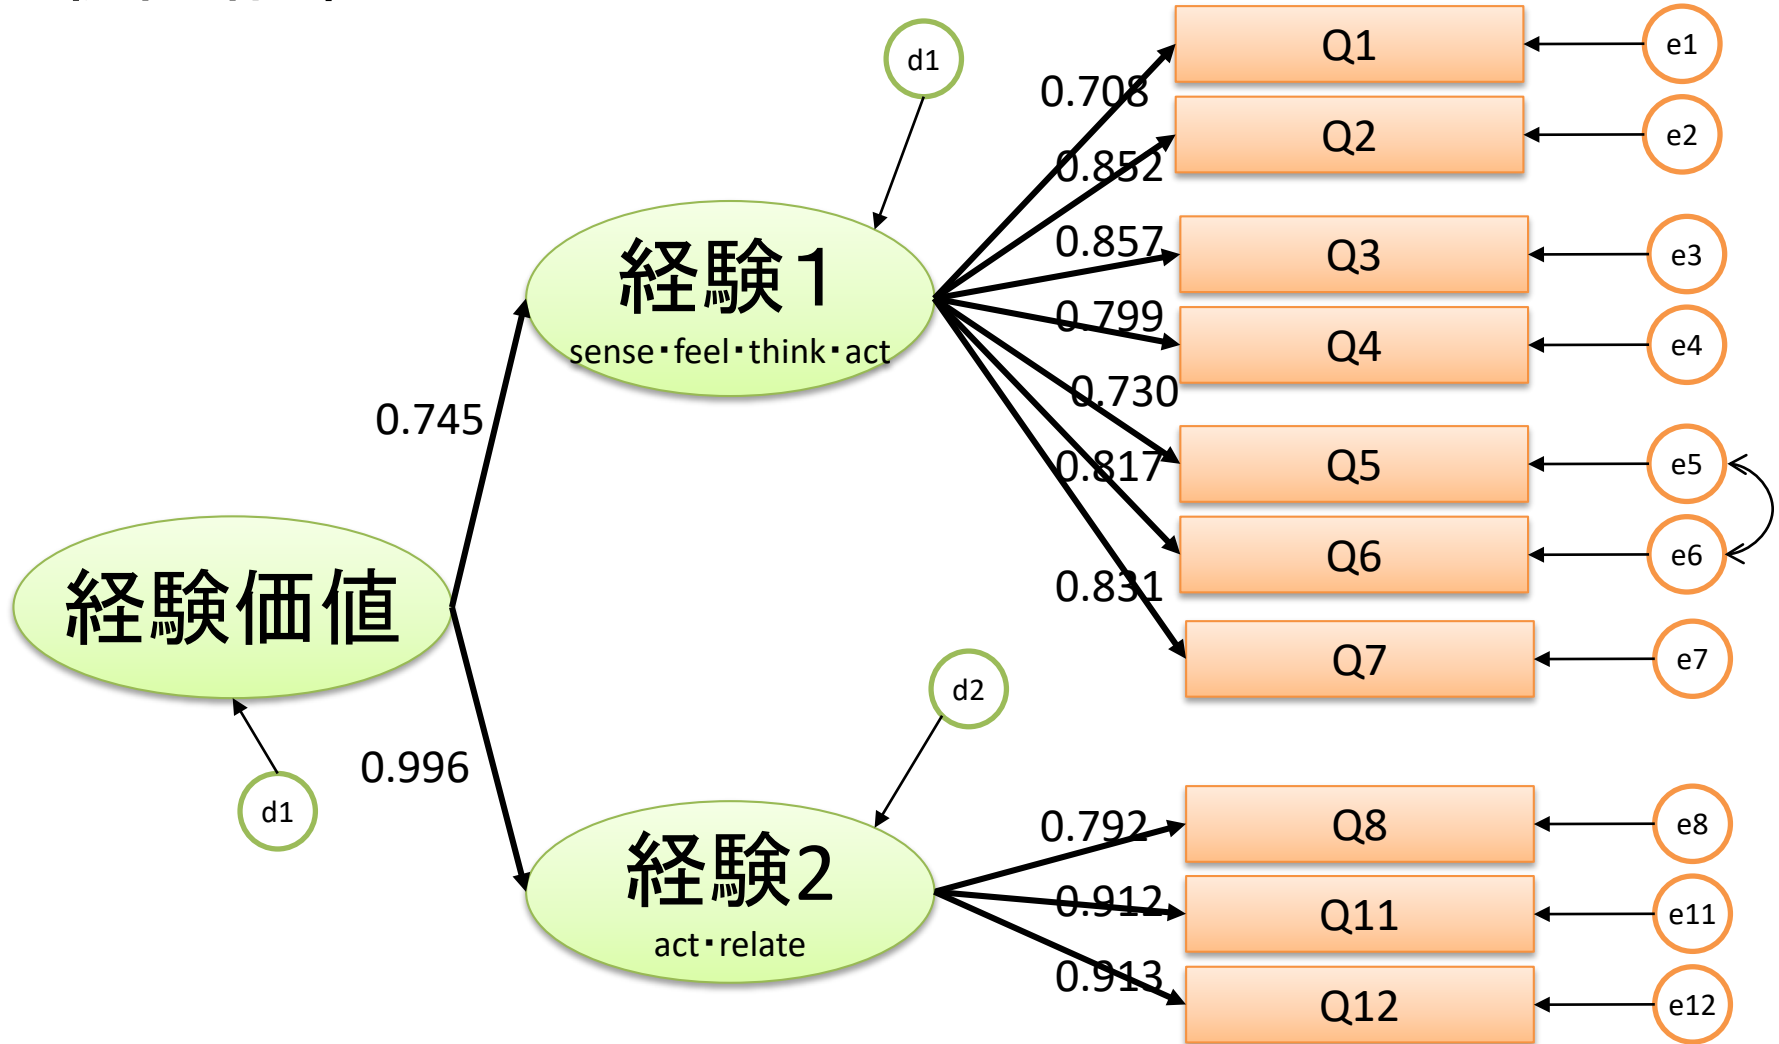 d1
Q1
e1
0.708
Q2
e2
0.852
経験1
sense・feel・think・act
0.857
Q3
e3
0.799
Q4
e4
0.730
0.745
Q5
e5
0.817
Q6
e6
0.831
経験価値
Q7
e7
d2
0.996
d1
経験2
act・relate
0.792
Q8
e8
0.912
Q11
e11
0.913
Q12
e12